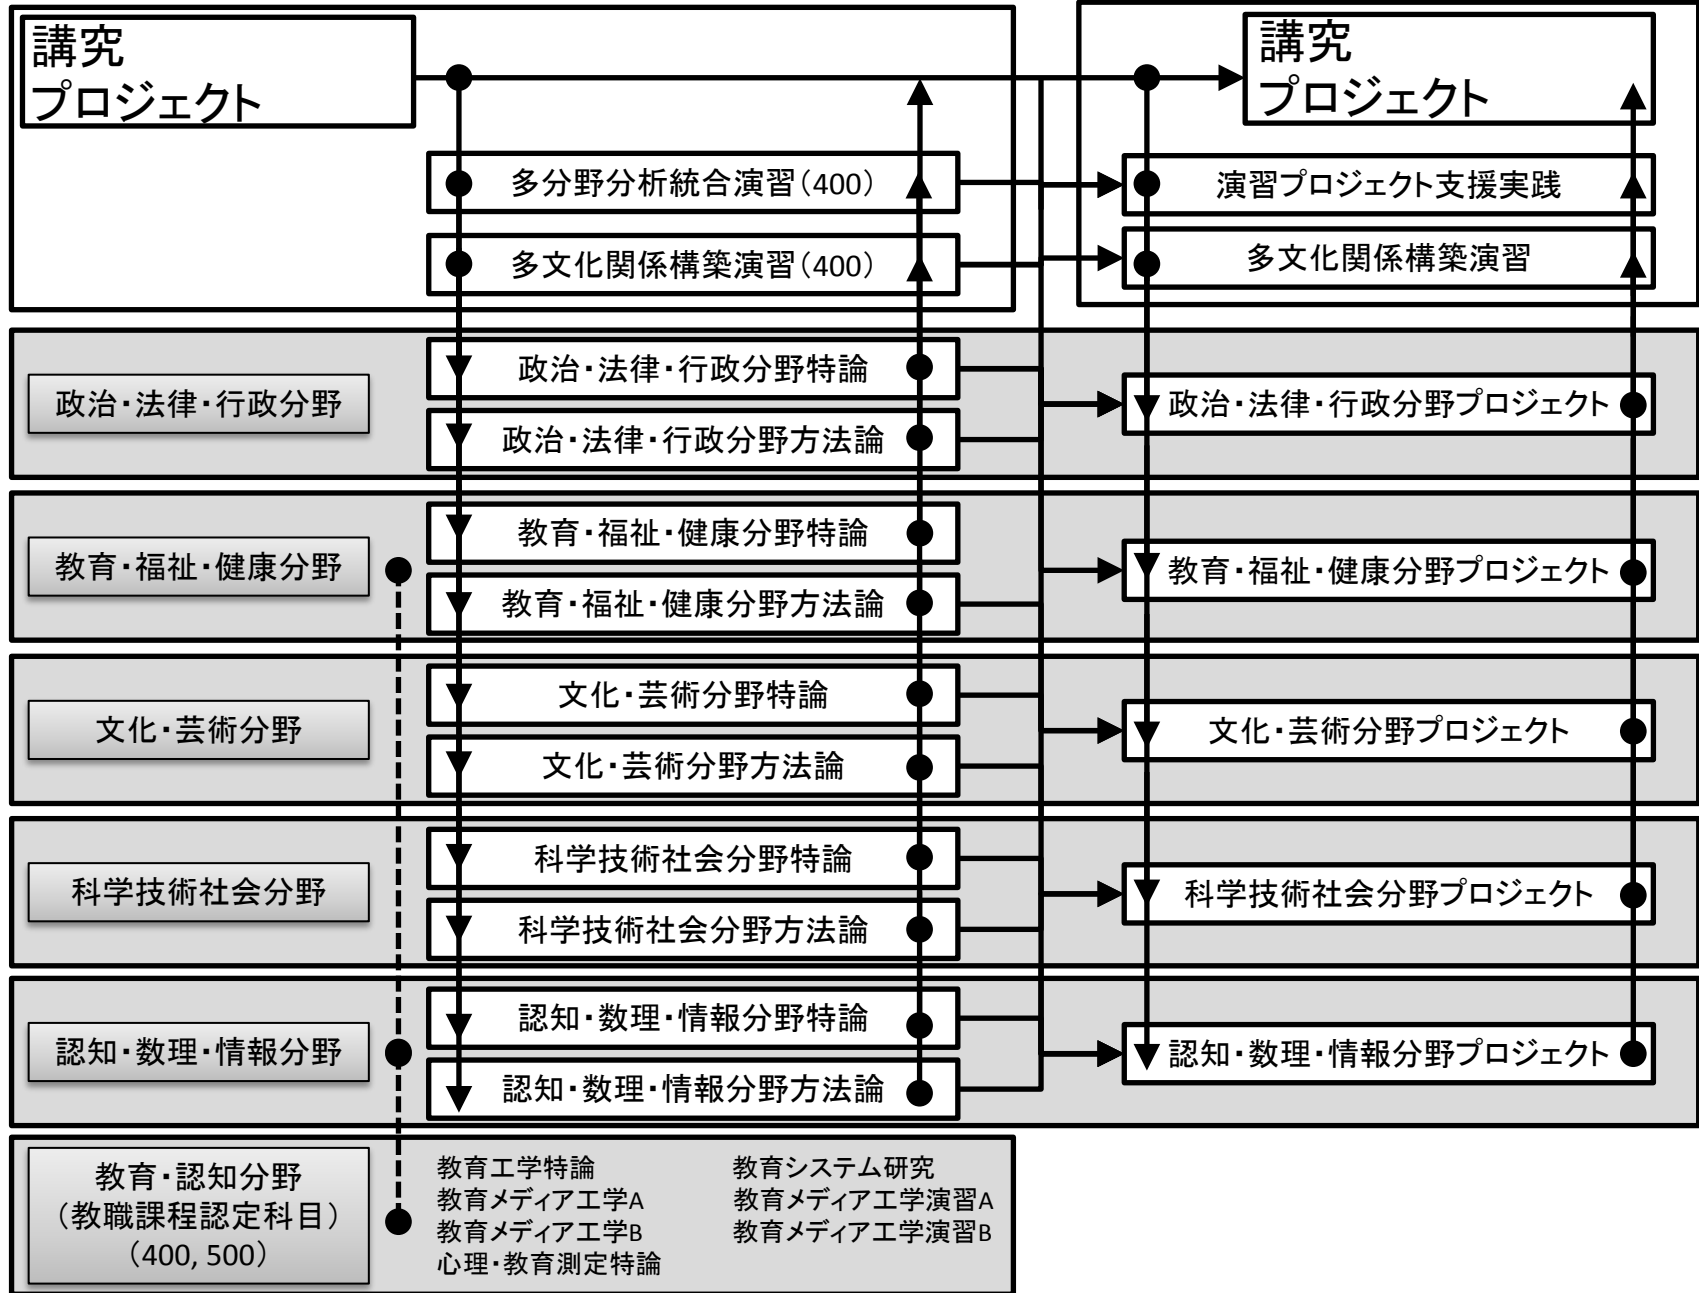 講究
プロジェクト
講究
プロジェクト
多分野分析統合演習(400)
演習プロジェクト支援実践
多文化関係構築演習(400)
多文化関係構築演習
政治・法律・行政分野
政治・法律・行政分野特論
政治・法律・行政分野方法論
政治・法律・行政分野プロジェクト
教育・福祉・健康分野
教育・福祉・健康分野特論
教育・福祉・健康分野方法論
教育・福祉・健康分野プロジェクト
文化・芸術分野
文化・芸術分野特論
文化・芸術分野方法論
文化・芸術分野プロジェクト
科学技術社会分野
科学技術社会分野特論
科学技術社会分野方法論
科学技術社会分野プロジェクト
認知・数理・情報分野
認知・数理・情報分野特論
認知・数理・情報分野方法論
認知・数理・情報分野プロジェクト
教育・認知分野
(教職課程認定科目)
(400, 500)
教育工学特論
教育メディア工学A
教育メディア工学B
心理・教育測定特論
教育システム研究
教育メディア工学演習A
教育メディア工学演習B